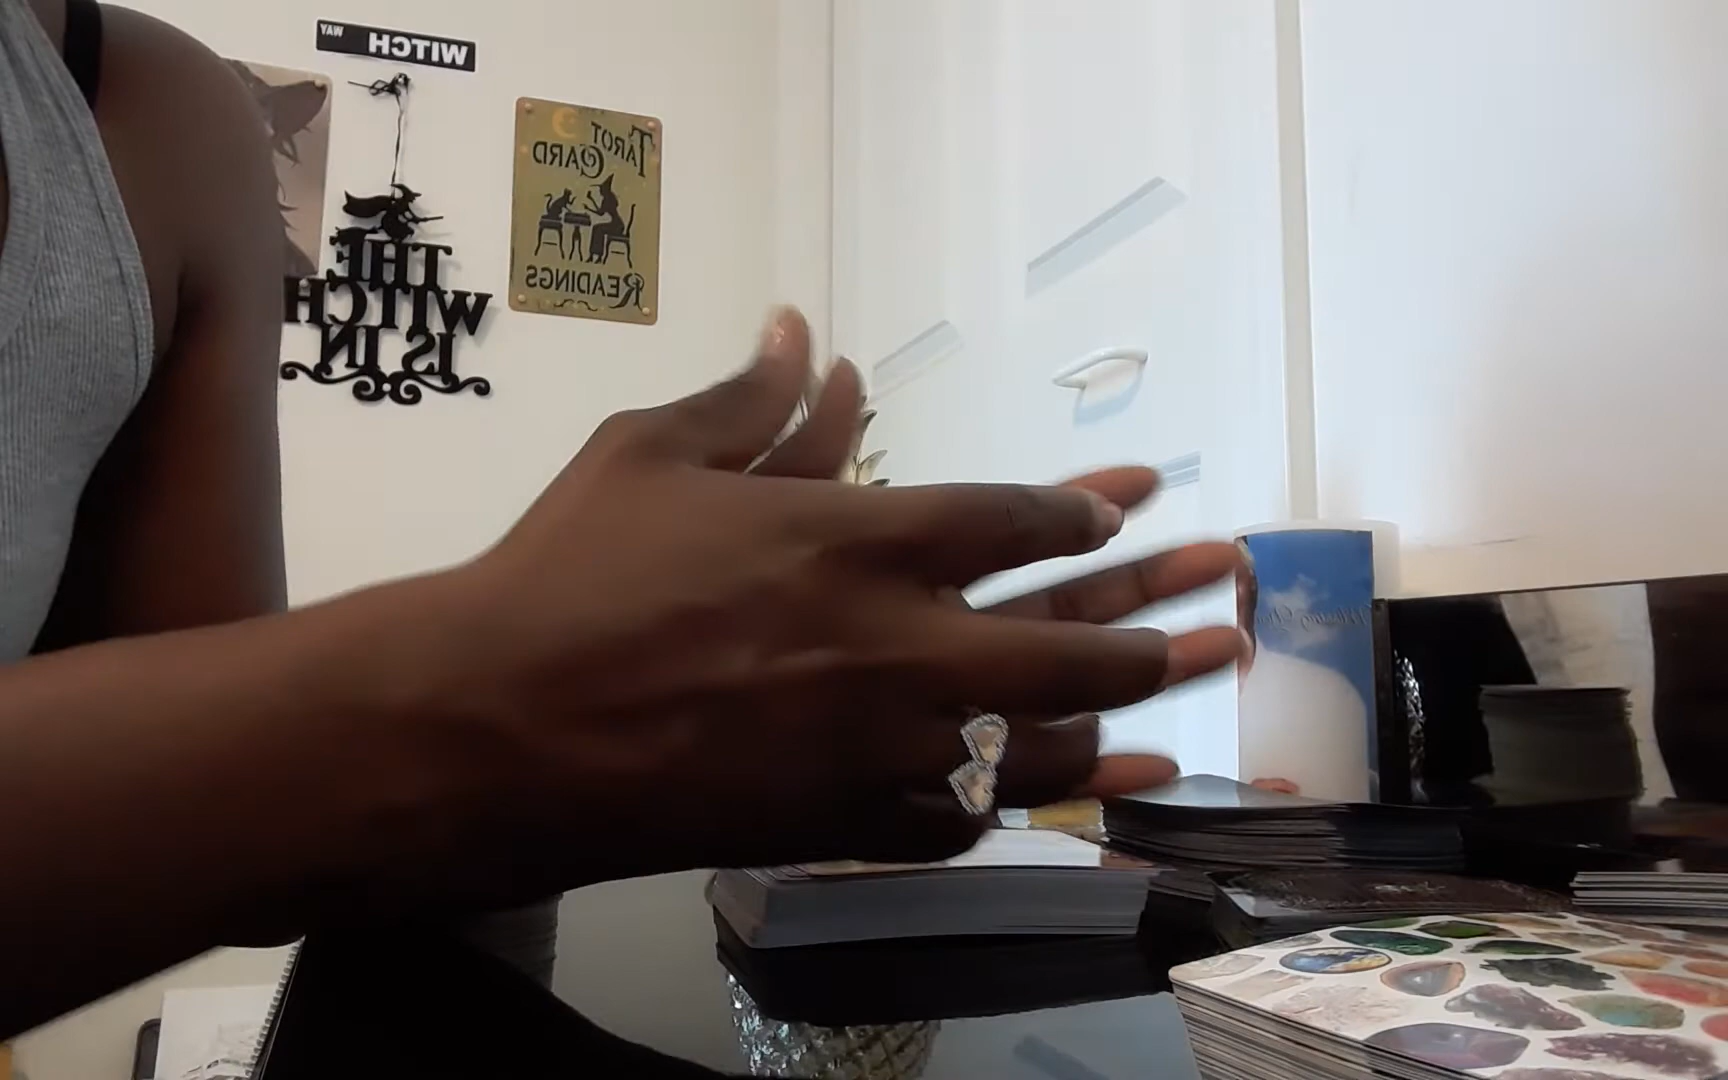 WITCH WAY
THE
WITCH
IS IN
TAROT
CARD
READINGS